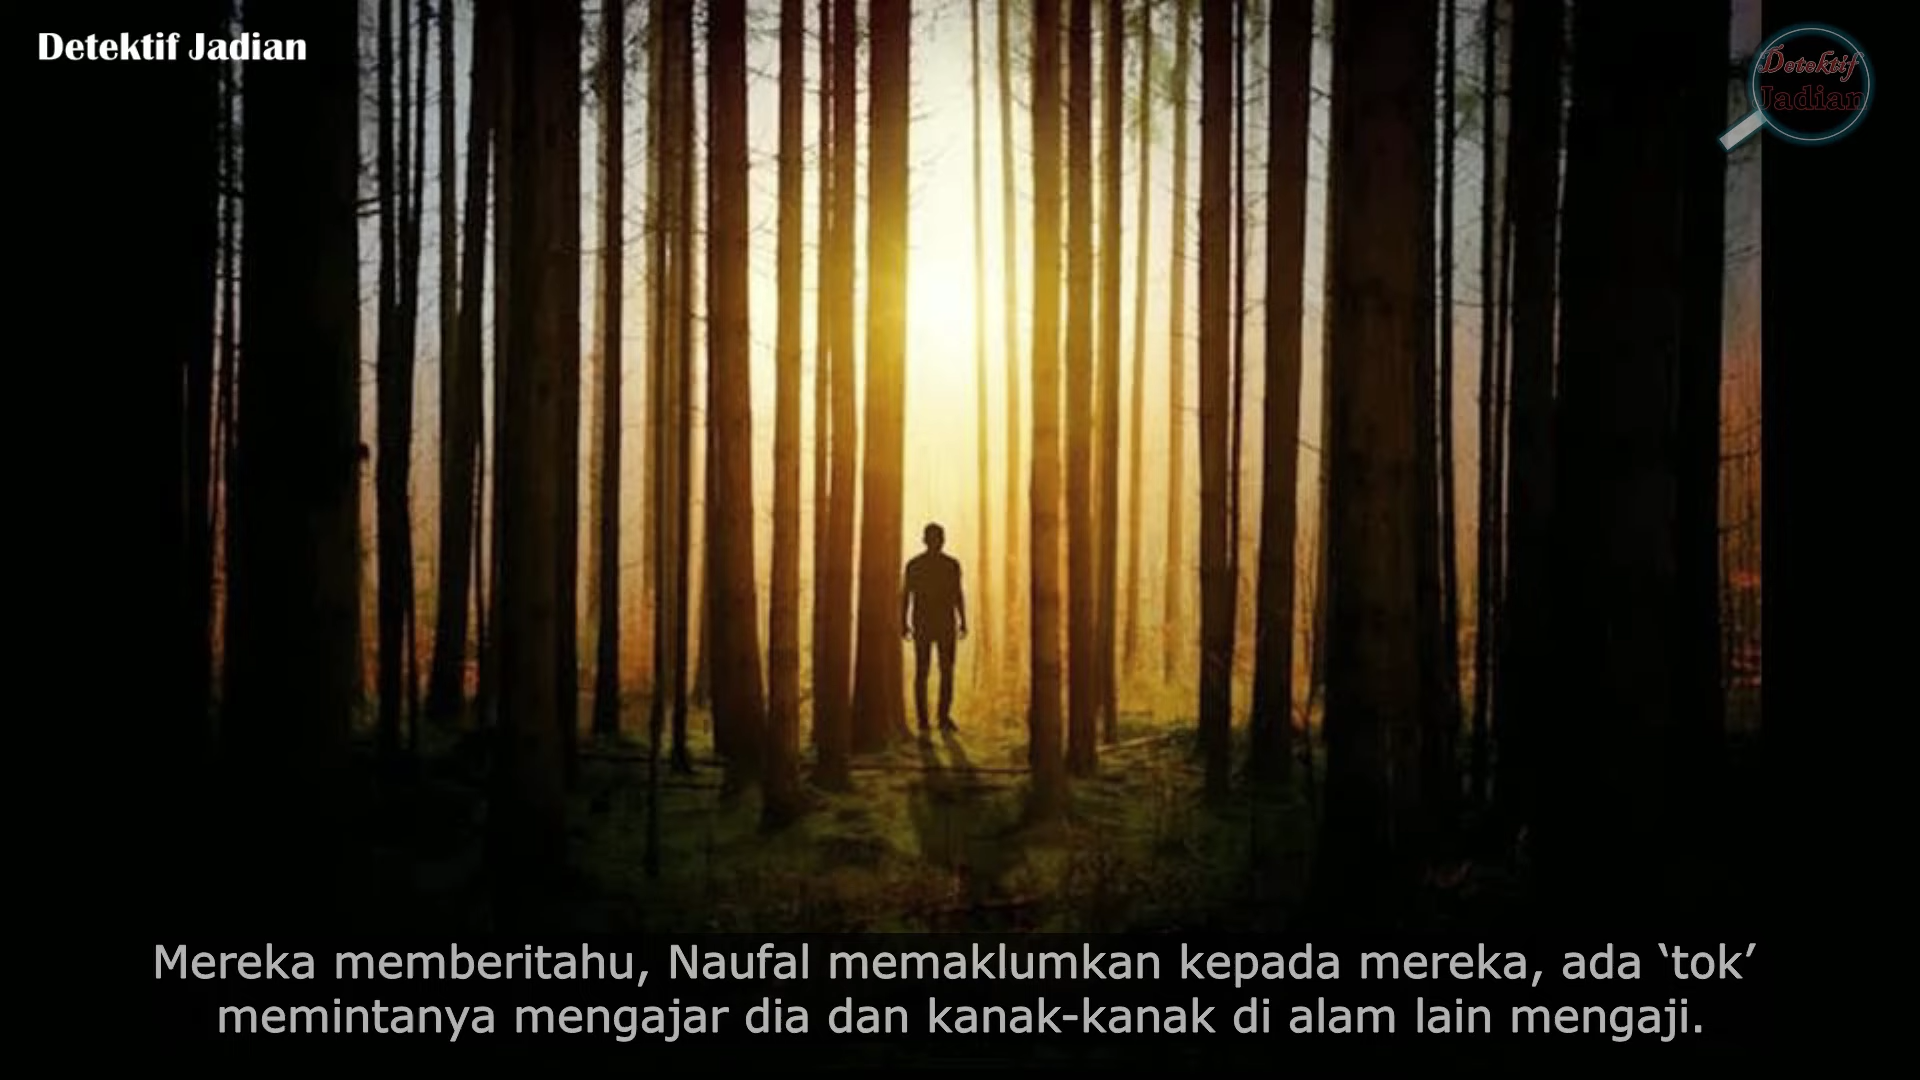 Detektif Jadian
Detektif
Jadian
Mereka memberitahu, Naufal memaklumkan kepada mereka, ada ‘tok’
memintanya mengajar dia dan kanak-kanak di alam lain mengaji.